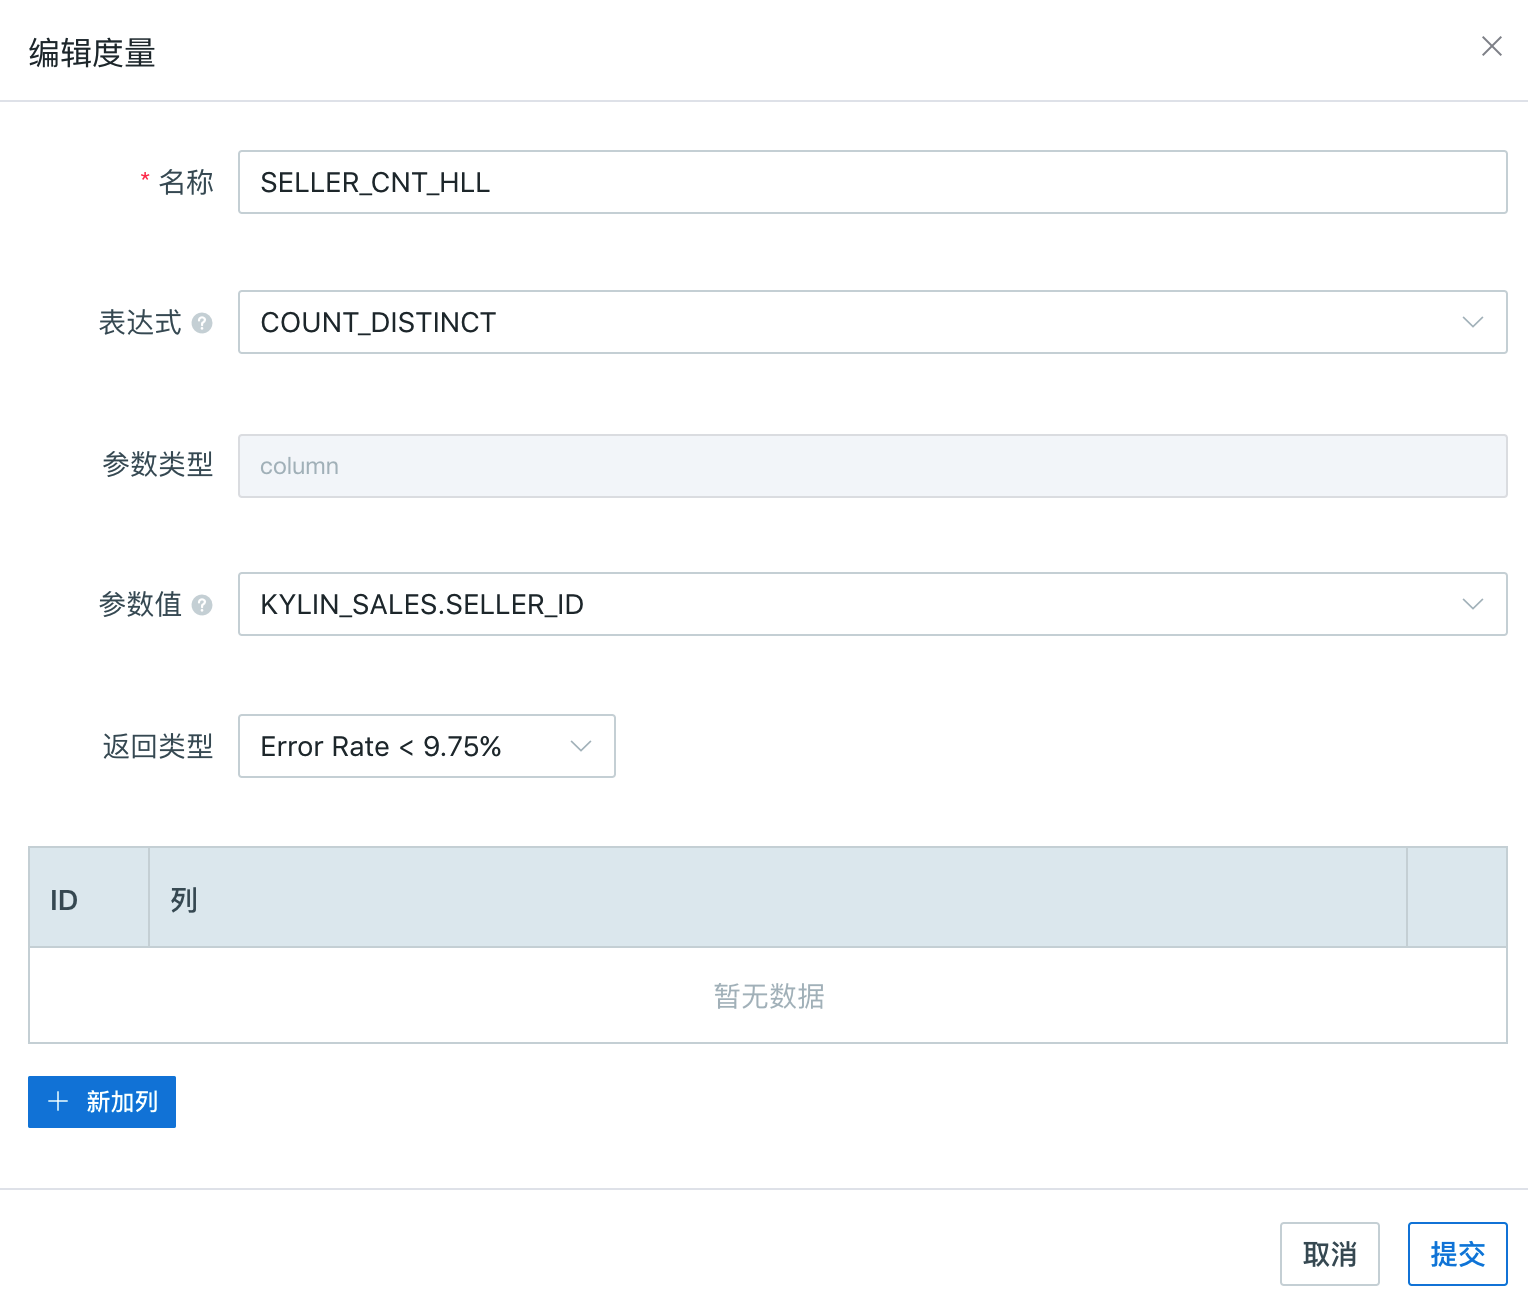 编辑度量
* 名称 SELLER_CNT_HLL
表达式 ? COUNT_DISTINCT
参数类型 column
参数值 ? KYLIN_SALES.SELLER_ID
返回类型 Error Rate < 9.75%
ID 列
暂无数据
+ 新加列
取消 提交